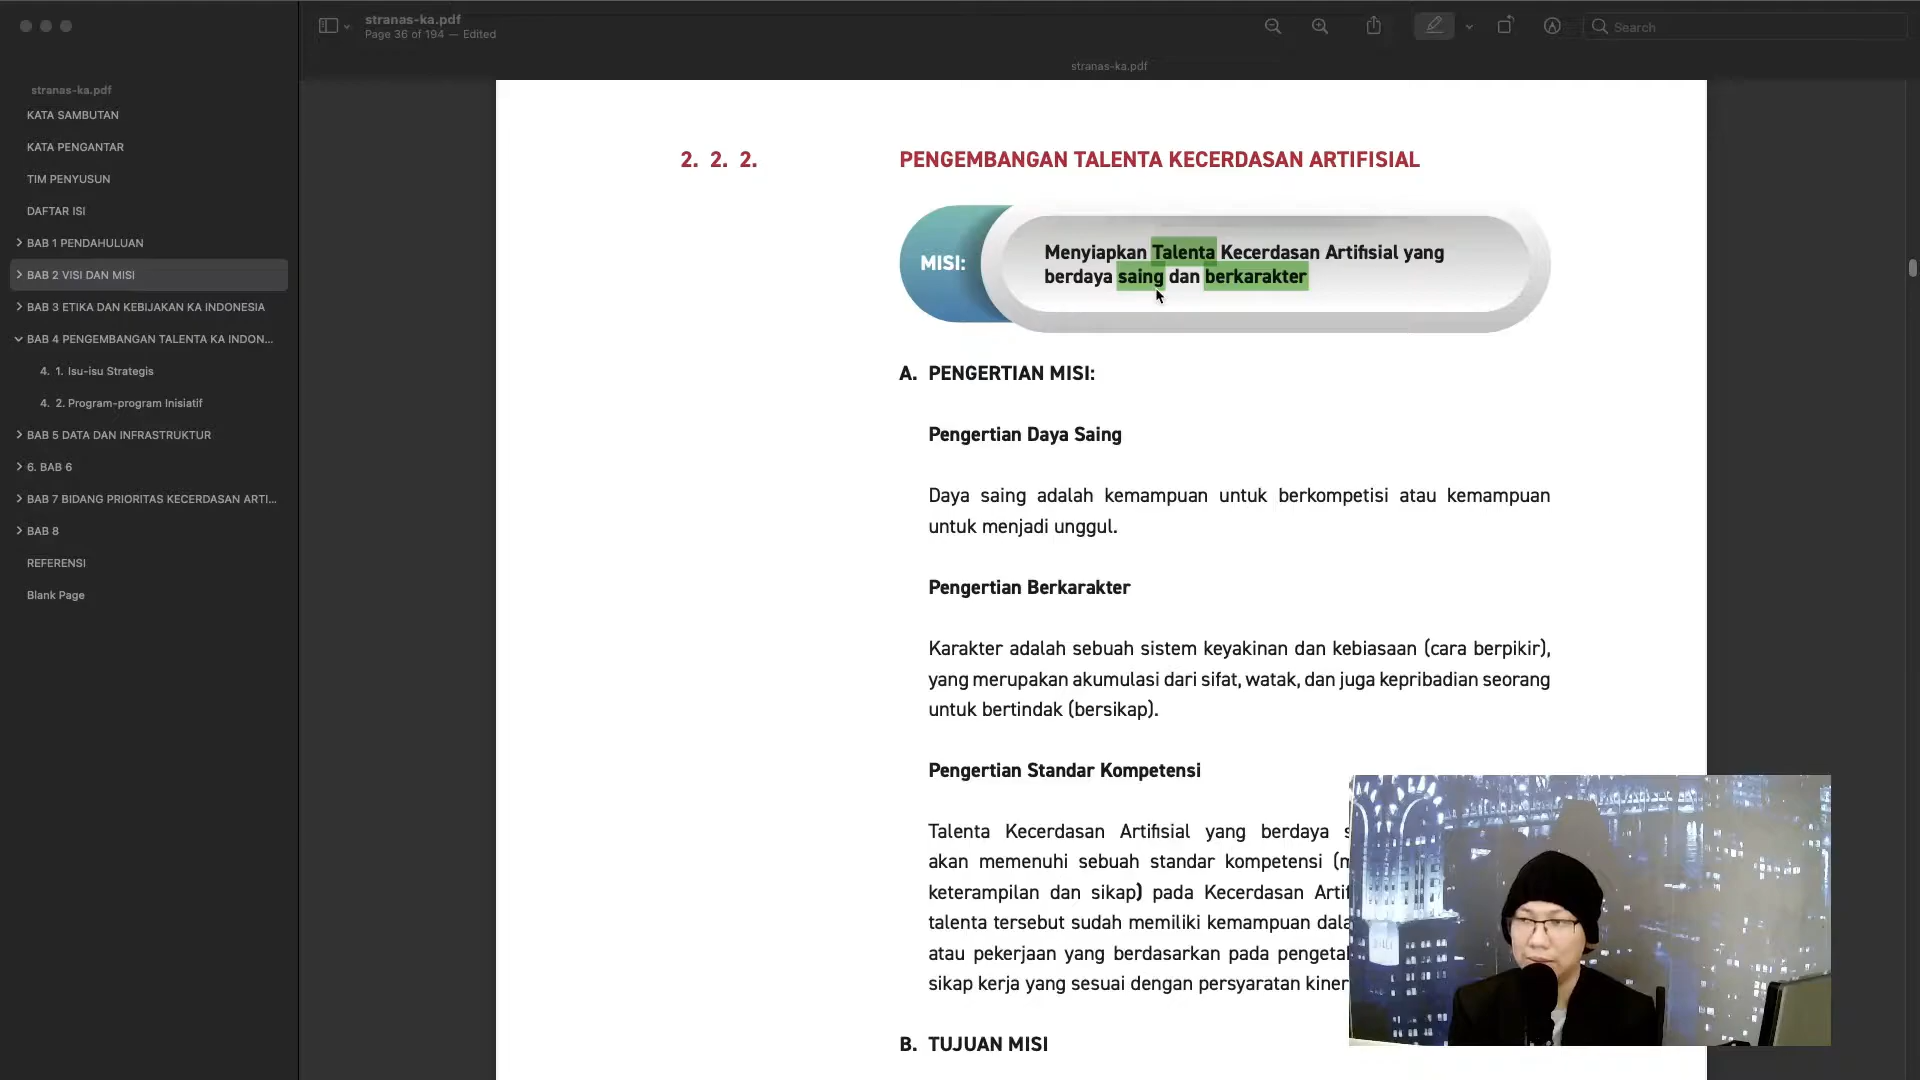 stranas-ka.pdf
Page 36 of 194 — Edited
Search
stranas-ka.pdf
stranas-ka.pdf
KATA SAMBUTAN
KATA PENGANTAR
TIM PENYUSUN
DAFTAR ISI
BAB 1 PENDAHULUAN
BAB 2 VISI DAN MISI
BAB 3 ETIKA DAN KEBIJAKAN KA INDONESIA
BAB 4 PENGEMBANGAN TALENTA KA INDON...
4. 1. Isu-isu Strategis
4. 2. Program-program Inisiatif
BAB 5 DATA DAN INFRASTRUKTUR
6. BAB 6
BAB 7 BIDANG PRIORITAS KECERDASAN ARTI...
BAB 8
REFERENSI
Blank Page
2. 2. 2. PENGEMBANGAN TALENTA KECERDASAN ARTIFISIAL
MISI:
Menyiapkan Talenta Kecerdasan Artifisial yang
berdaya saing dan berkarakter
A. PENGERTIAN MISI:
Pengertian Daya Saing
Daya saing adalah kemampuan untuk berkompetisi atau kemampuan
untuk menjadi unggul.
Pengertian Berkarakter
Karakter adalah sebuah sistem keyakinan dan kebiasaan (cara berpikir),
yang merupakan akumulasi dari sifat, watak, dan juga kepribadian seorang
untuk bertindak (bersikap).
Pengertian Standar Kompetensi
Talenta Kecerdasan Artifisial yang berdaya
akan memenuhi sebuah standar kompetensi
keterampilan dan sikap) pada Kecerdasan
talenta tersebut sudah memiliki kemampuan
atau pekerjaan yang berdasarkan pada
sikap kerja yang sesuai dengan persyaratan
B. TUJUAN MISI